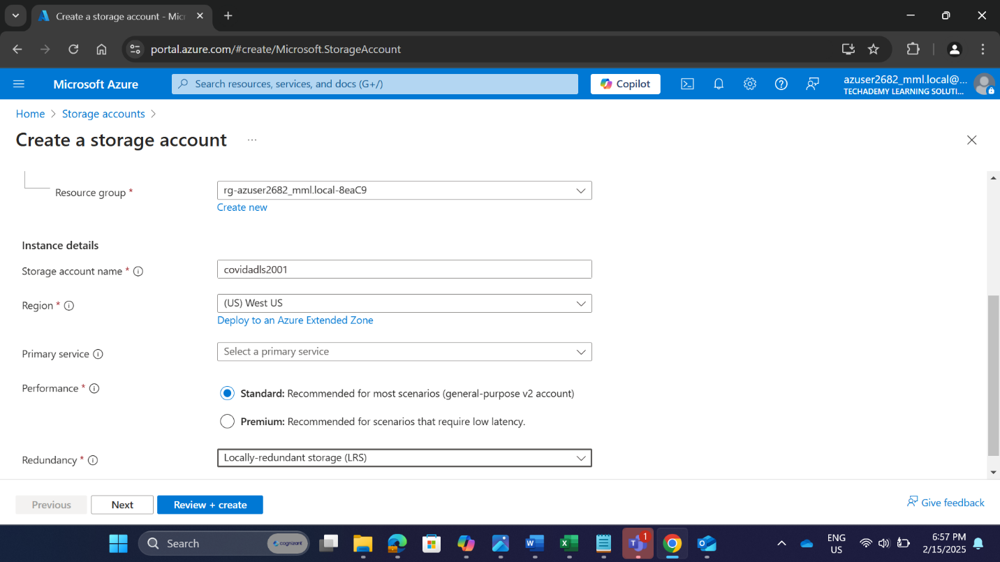 Create a storage account - Micr
portal.azure.com/#create/Microsoft.StorageAccount
Microsoft Azure
Search resources, services, and docs (G+/)
Copilot
azuser2682_mml.local@...
TECHADEMY LEARNING SOLUTI...
Home > Storage accounts >
Create a storage account ...
Resource group *
rg-azuser2682_mml.local-8eaC9
Create new
Instance details
Storage account name *
covidadls2001
Region *
(US) West US
Deploy to an Azure Extended Zone
Primary service
Select a primary service
Performance *
Standard: Recommended for most scenarios (general-purpose v2 account)
Premium: Recommended for scenarios that require low latency.
Redundancy *
Locally-redundant storage (LRS)
Previous
Next
Review + create
Give feedback
Search
cognizant
1
ENG
US
6:57 PM
2/15/2025